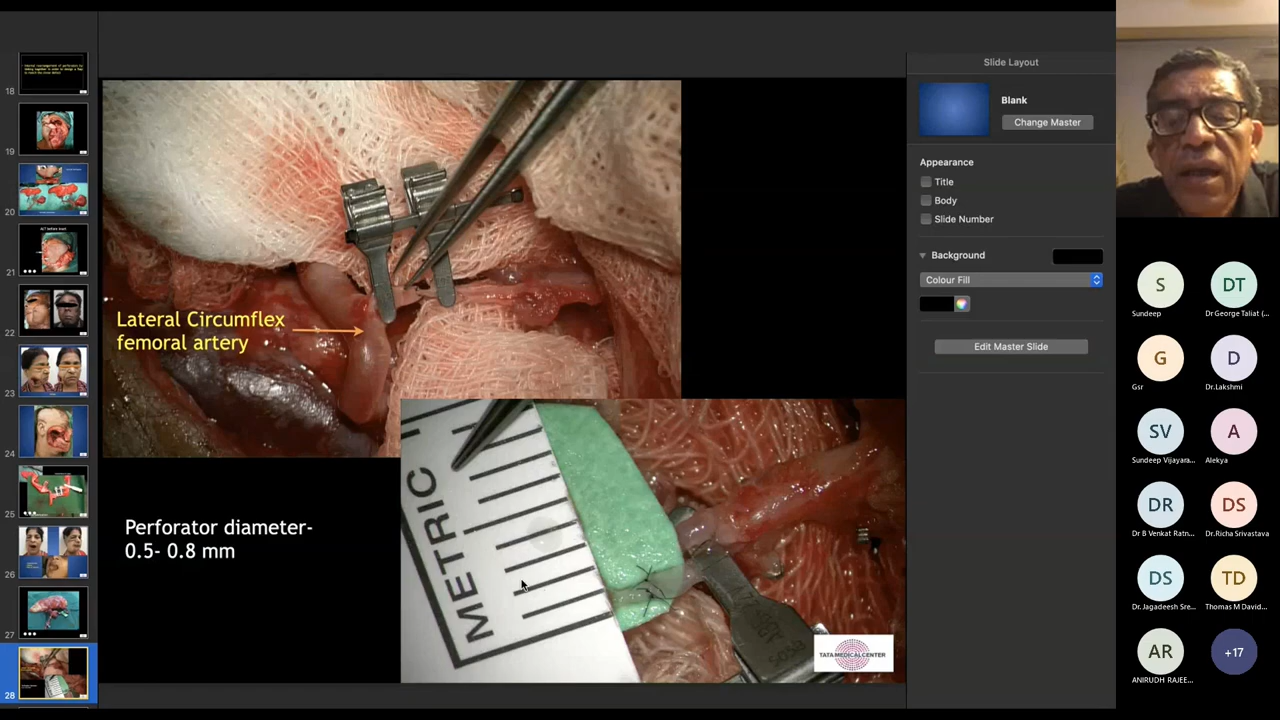 18
19
20
21
22
23
24
25
26
27
28
ALT before inset
Lateral Circumflex
femoral artery
METRIC
Perforator diameter-
0.5- 0.8 mm
TATA MEDICAL CENTER
Slide Layout
Blank
Change Master
Appearance
Title
Body
Slide Number
Background
Colour Fill
Edit Master Slide
S
Sundeep
DT
Dr George Taliat (...
G
Gsr
D
Dr.Lakshmi
SV
Sundeep Vijayara...
A
Alekya
DR
Dr B Venkat Ratn...
DS
Dr.Richa Srivastava
DS
Dr. Jagadeesh Sre...
TD
Thomas M David...
AR
ANIRUDH RAJEE...
+17